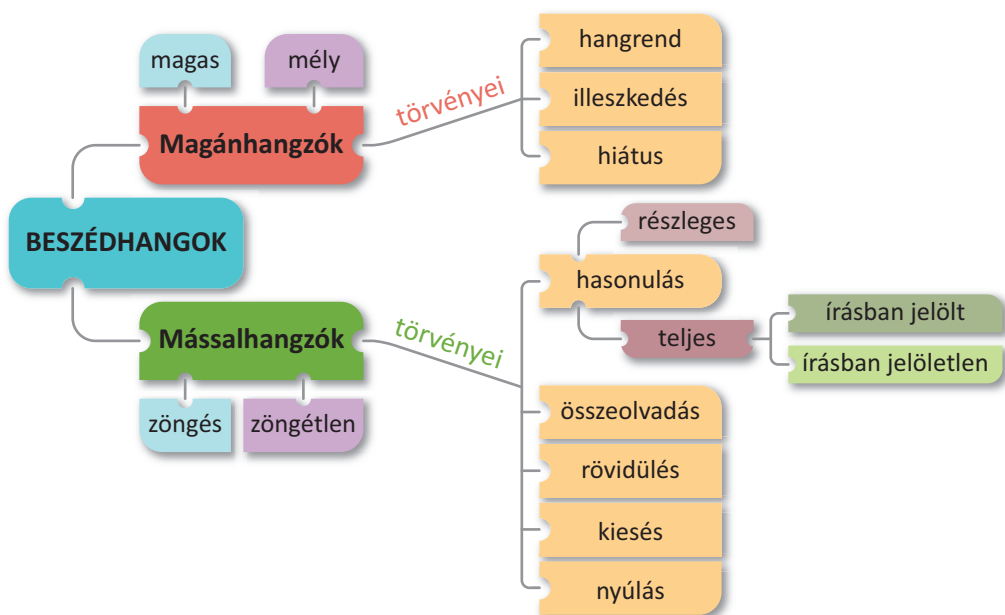 magas
mély
Magánhangzók
törvényei
hangrend
illeszkedés
hiátus
BESZÉDHANGOK
Mássalhangzók
zöngés
zöngétlen
törvényei
részleges
hasonulás
teljes
írásban jelölt
írásban jelöletlen
összeolvadás
rövidülés
kiesés
nyúlás